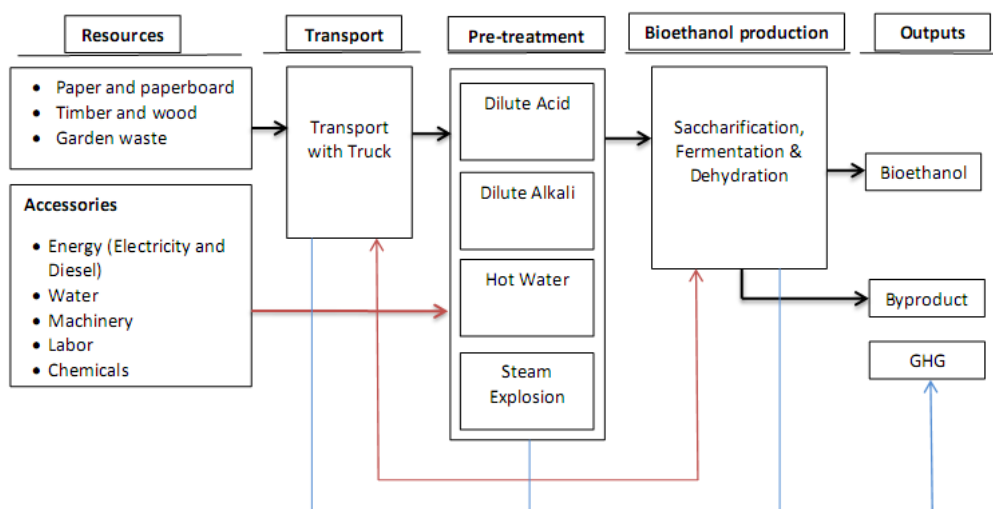 Resources
Transport
Pre-treatment
Bioethanol production
Outputs
Paper and paperboard
Timber and wood
Garden waste
Transport
with Truck
Dilute Acid
Dilute Alkali
Hot Water
Steam
Explosion
Saccharification,
Fermentation &
Dehydration
Bioethanol
Byproduct
GHG
Accessories
Energy (Electricity and
Diesel)
Water
Machinery
Labor
Chemicals